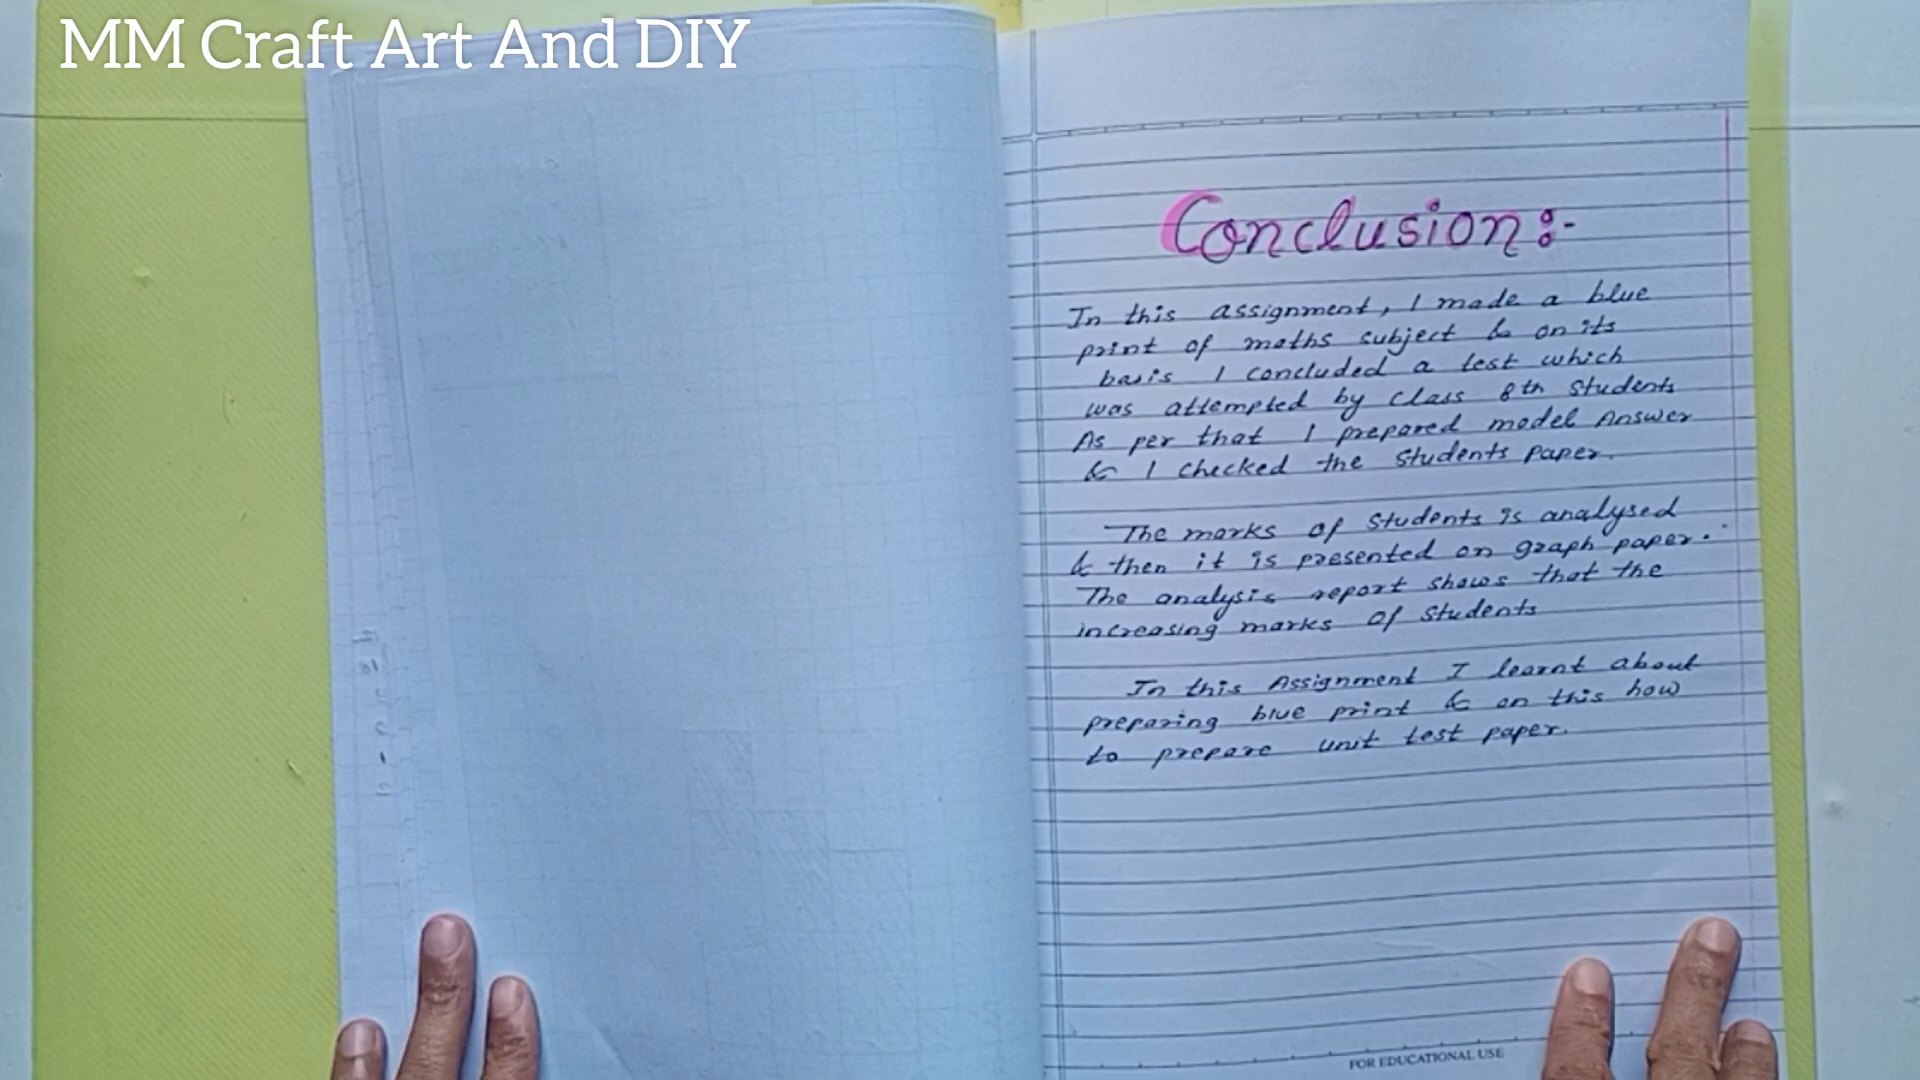 MM Craft Art And DIY
Conclusion:-
In this assignment, I made a blue
print of maths subject & on its
basis I concluded a test which
was attempted by Class 8th Students
As per that I prepared model Answer
& I checked the Students paper.
The marks of Students is analysed
& then it is presented on graph paper.
The analysis report shows that the
increasing marks of Students
In this Assignment I learnt about
preparing blue print & on this how
to prepare unit test paper.
FOR EDUCATIONAL USE